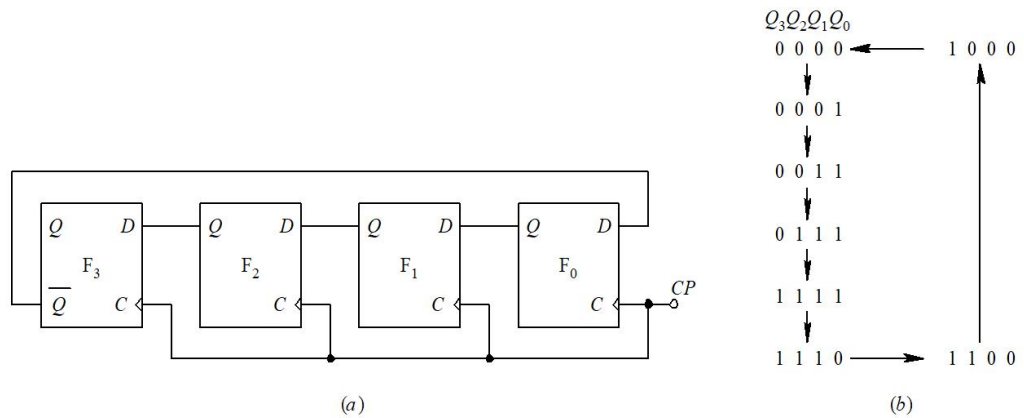 Q3Q2Q1Q0
0 0 0 0
1 0 0 0
0 0 0 1
0 0 1 1
0 1 1 1
1 1 1 1
1 1 1 0
1 1 0 0
Q D Q D Q D Q D
F3 F2 F1 F0
Q̅ C C C C CP
(a)
(b)